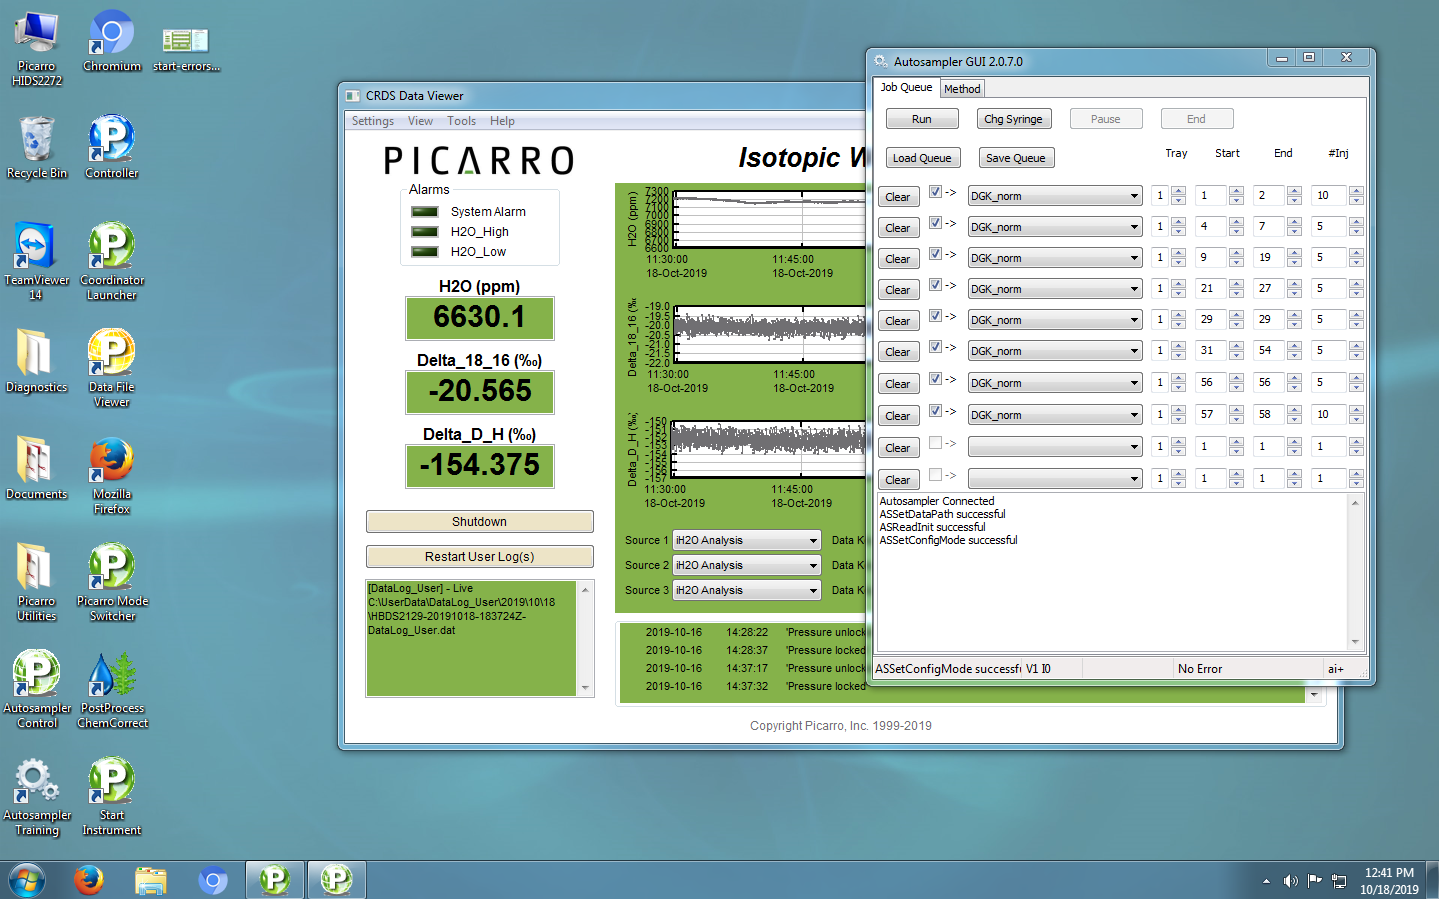 Picarro
HIDS2272
Chromium
start-errors...
Recycle Bin
Controller
TeamViewer
14
Coordinator
Launcher
Diagnostics
Data File
Viewer
Documents
Mozilla
Firefox
Picarro
Utilities
Picarro Mode
Switcher
Autosampler
Control
PostProcess
ChemCorrect
Autosampler
Training
Start
Instrument
CRDS Data Viewer
Settings View Tools Help
PICARRO
Isotopic W
Alarms
System Alarm
H2O_High
H2O_Low
H2O (ppm)
6630.1
Delta_18_16 (‰)
-20.565
Delta_D_H (‰)
-154.375
Shutdown
Restart User Log(s)
[DataLog_User] - Live
C:\UserData\DataLog_User\2019\10\18
\HBDS2129-20191018-183724Z-
DataLog_User.dat
H2O (ppm)
7300
7200
7100
7000
6900
6800
6700
6600
11:30:00 11:45:00
18-Oct-2019 18-Oct-2019
Delta_18_16 (‰
-19.0
-19.5
-20.0
-20.5
-21.0
-21.5
-22.0
11:30:00 11:45:00
18-Oct-2019 18-Oct-2019
Delta_D_H (‰)
-150
-151
-152
-153
-154
-155
-156
-157
11:30:00 11:45:00
18-Oct-2019 18-Oct-2019
Source 1 iH2O Analysis Data K
Source 2 iH2O Analysis Data K
Source 3 iH2O Analysis Data K
2019-10-16 14:28:22 'Pressure unlock
2019-10-16 14:28:37 'Pressure locked'
2019-10-16 14:37:17 'Pressure unlock
2019-10-16 14:37:32 'Pressure locked'
Copyright Picarro, Inc. 1999-2019
Autosampler GUI 2.0.7.0
Job Queue Method
Run Chg Syringe Pause End
Load Queue Save Queue
Tray Start End #Inj
Clear -> DGK_norm 1 1 2 10
Clear -> DGK_norm 1 4 7 5
Clear -> DGK_norm 1 9 19 5
Clear -> DGK_norm 1 21 27 5
Clear -> DGK_norm 1 29 29 5
Clear -> DGK_norm 1 31 54 5
Clear -> DGK_norm 1 56 56 5
Clear -> DGK_norm 1 57 58 10
Clear -> 1 1 1 1
Clear -> 1 1 1 1
Autosampler Connected
ASSetDataPath successful
ASReadInit successful
ASSetConfigMode successful
ASSetConfigMode successfu V1 I0 No Error ai+
12:41 PM
10/18/2019